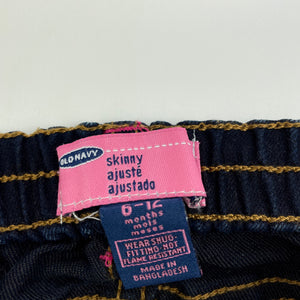 OLD NAVY
skinny
ajusté
ajustado
6-12
months
mois
meses
WEAR SNUG-
FITTING-NOT
FLAME RESISTANT
MADE IN
BANGLADESH